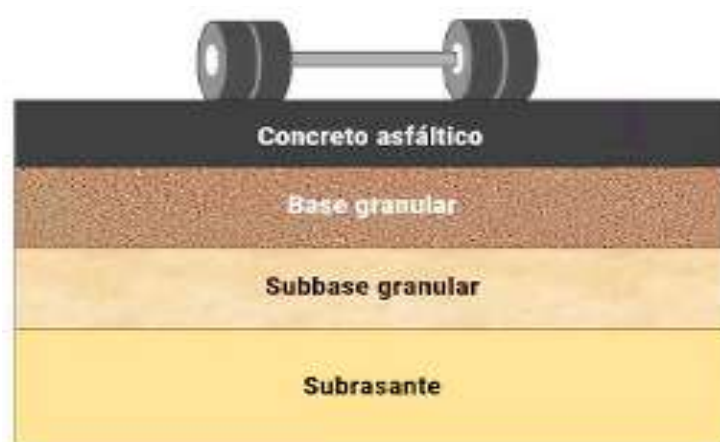 Concreto asfáltico
Base granular
Subbase granular
Subrasante